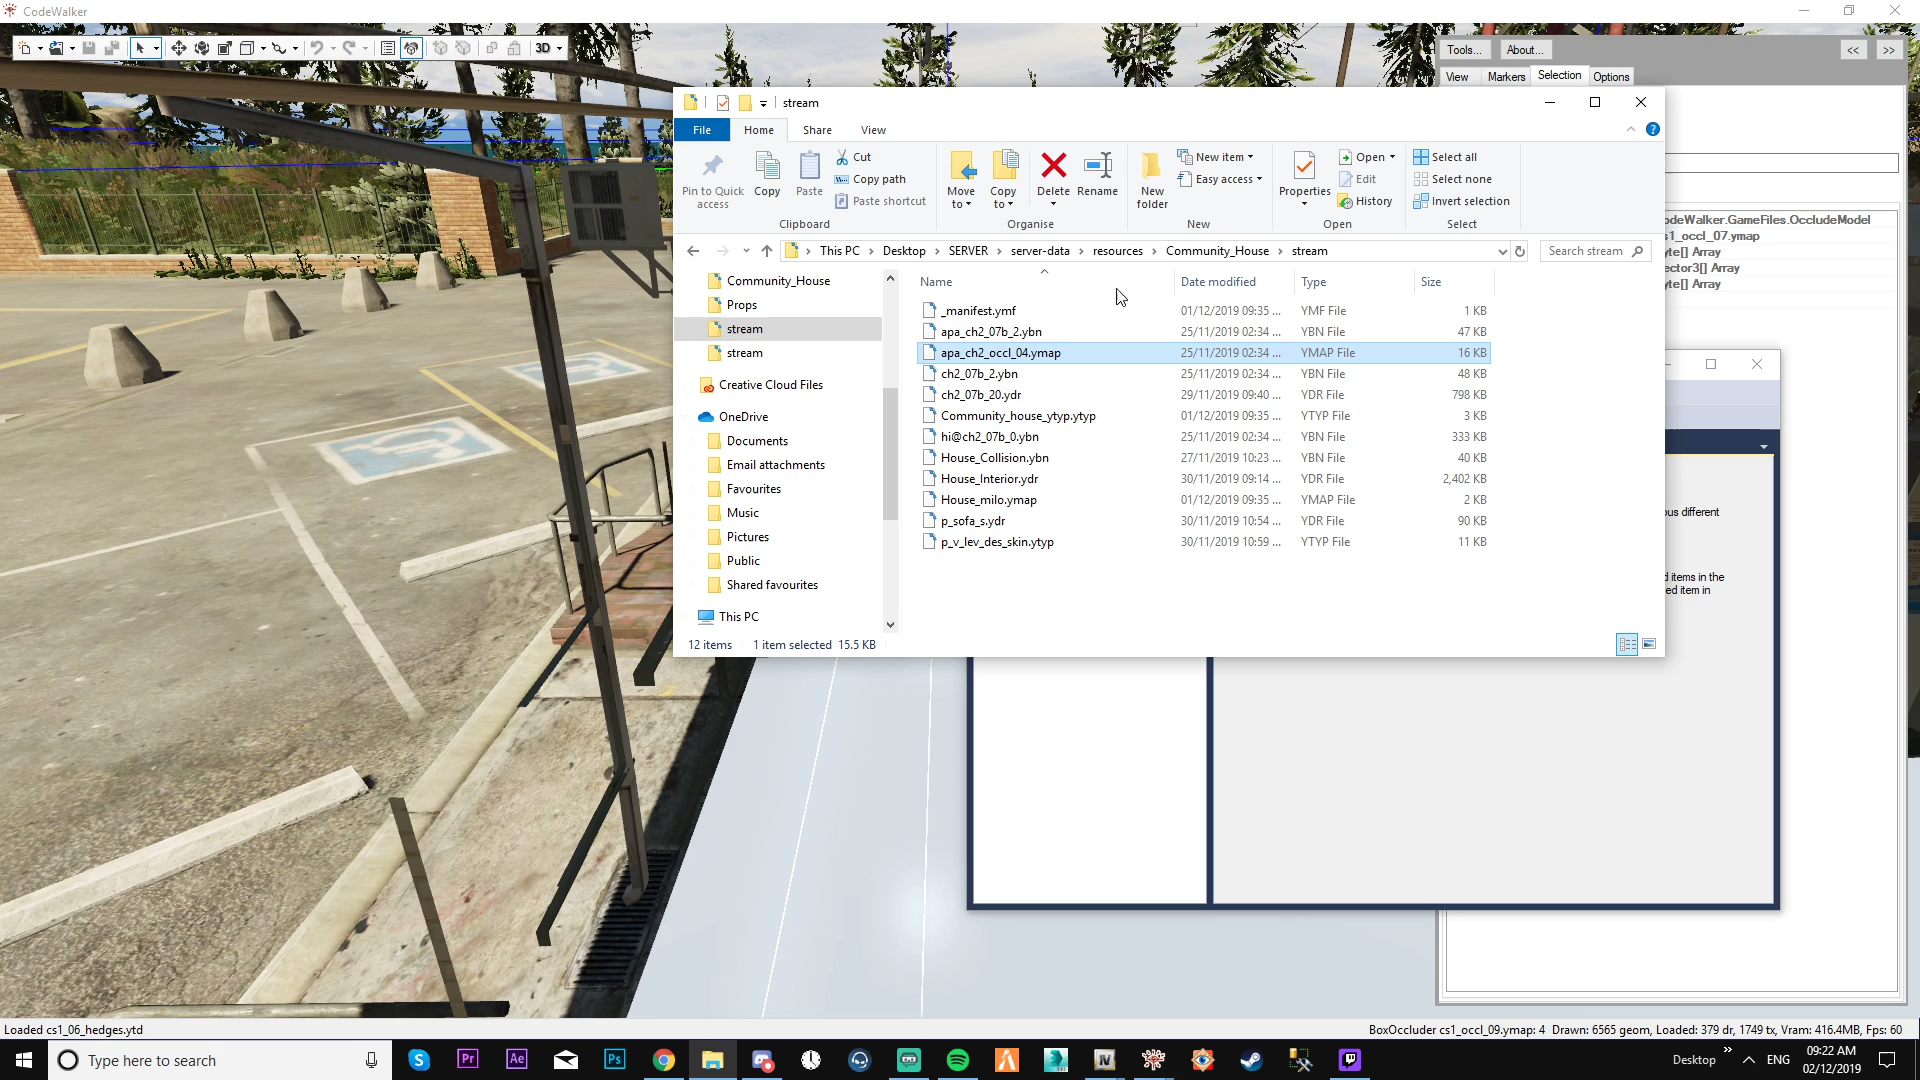 CodeWalker
3D
Tools...
About...
<<
>>
View
Markers
Selection
Options
stream
File
Home
Share
View
Pin to Quick access
Copy
Paste
Cut
Copy path
Paste shortcut
Clipboard
Move to
Copy to
Delete
Rename
Organise
New folder
New item
Easy access
New
Properties
Open
Edit
History
Open
Select all
Select none
Invert selection
Select
This PC > Desktop > SERVER > server-data > resources > Community_House > stream
Search stream
Community_House
Props
stream
stream
Creative Cloud Files
OneDrive
Documents
Email attachments
Favourites
Music
Pictures
Public
Shared favourites
This PC
Name Date modified Type Size
_manifest.ymf 01/12/2019 09:35 ... YMF File 1 KB
apa_ch2_07b_2.ybn 25/11/2019 02:34 ... YBN File 47 KB
apa_ch2_occl_04.ymap 25/11/2019 02:34 ... YMAP File 16 KB
ch2_07b_2.ybn 25/11/2019 02:34 ... YBN File 48 KB
ch2_07b_20.ydr 29/11/2019 09:40 ... YDR File 798 KB
Community_house_ytyp.ytyp 01/12/2019 09:35 ... YTYP File 3 KB
hi@ch2_07b_0.ybn 25/11/2019 02:34 ... YBN File 333 KB
House_Collision.ybn 27/11/2019 10:23 ... YBN File 40 KB
House_Interior.ydr 30/11/2019 09:14 ... YDR File 2,402 KB
House_milo.ymap 01/12/2019 09:35 ... YMAP File 2 KB
p_sofa_s.ydr 30/11/2019 10:54 ... YDR File 90 KB
p_v_lev_des_skin.ytyp 30/11/2019 10:59 ... YTYP File 11 KB
12 items 1 item selected 15.5 KB
odeWalker.GameFiles.OccludeModel
s1_occl_07.ymap
yte[] Array
ector3[] Array
yte[] Array
ous different
d items in the
ed item in
Loaded cs1_06_hedges.ytd
BoxOccluder cs1_occl_09.ymap: 4 Drawn: 6565 geom, Loaded: 379 dr, 1749 tx, Vram: 416.4MB, Fps: 60
Type here to search
Pr
Ae
Ps
Desktop
ENG
09:22 AM
02/12/2019